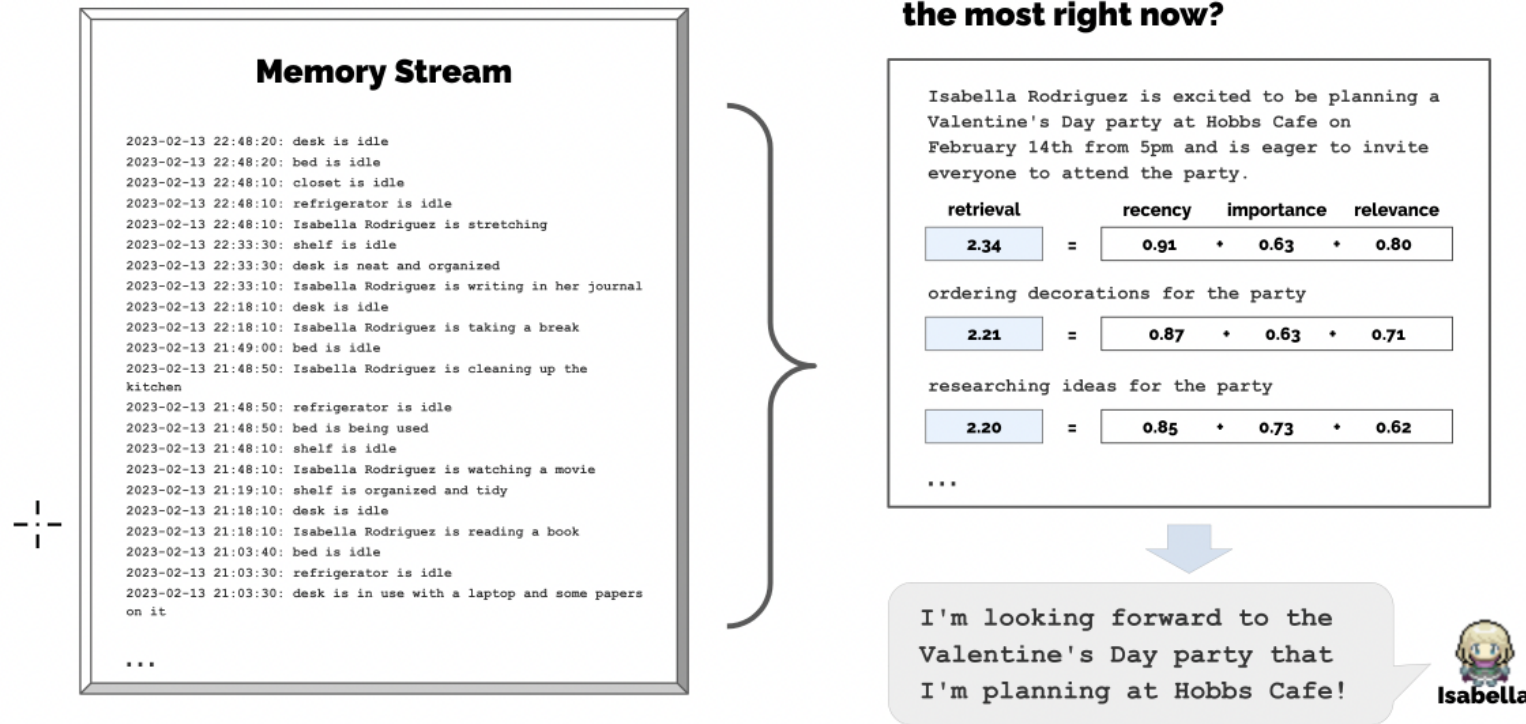 Memory Stream
2023-02-13 22:48:20: desk is idle
2023-02-13 22:48:20: bed is idle
2023-02-13 22:48:10: closet is idle
2023-02-13 22:48:10: refrigerator is idle
2023-02-13 22:48:10: Isabella Rodriguez is stretching
2023-02-13 22:33:30: shelf is idle
2023-02-13 22:33:30: desk is neat and organized
2023-02-13 22:33:10: Isabella Rodriguez is writing in her journal
2023-02-13 22:18:10: desk is idle
2023-02-13 22:18:10: Isabella Rodriguez is taking a break
2023-02-13 21:49:00: bed is idle
2023-02-13 21:48:50: Isabella Rodriguez is cleaning up the
kitchen
2023-02-13 21:48:50: refrigerator is idle
2023-02-13 21:48:50: bed is being used
2023-02-13 21:48:10: shelf is idle
2023-02-13 21:48:10: Isabella Rodriguez is watching a movie
2023-02-13 21:19:10: shelf is organized and tidy
2023-02-13 21:18:10: desk is idle
2023-02-13 21:18:10: Isabella Rodriguez is reading a book
2023-02-13 21:03:40: bed is idle
2023-02-13 21:03:30: refrigerator is idle
2023-02-13 21:03:30: desk is in use with a laptop and some papers
on it
...
the most right now?
Isabella Rodriguez is excited to be planning a
Valentine's Day party at Hobbs Cafe on
February 14th from 5pm and is eager to invite
everyone to attend the party.
retrieval recency importance relevance
2.34 = 0.91 + 0.63 + 0.80
ordering decorations for the party
2.21 = 0.87 + 0.63 + 0.71
researching ideas for the party
2.20 = 0.85 + 0.73 + 0.62
...
I'm looking forward to the
Valentine's Day party that
I'm planning at Hobbs Cafe!
Isabella